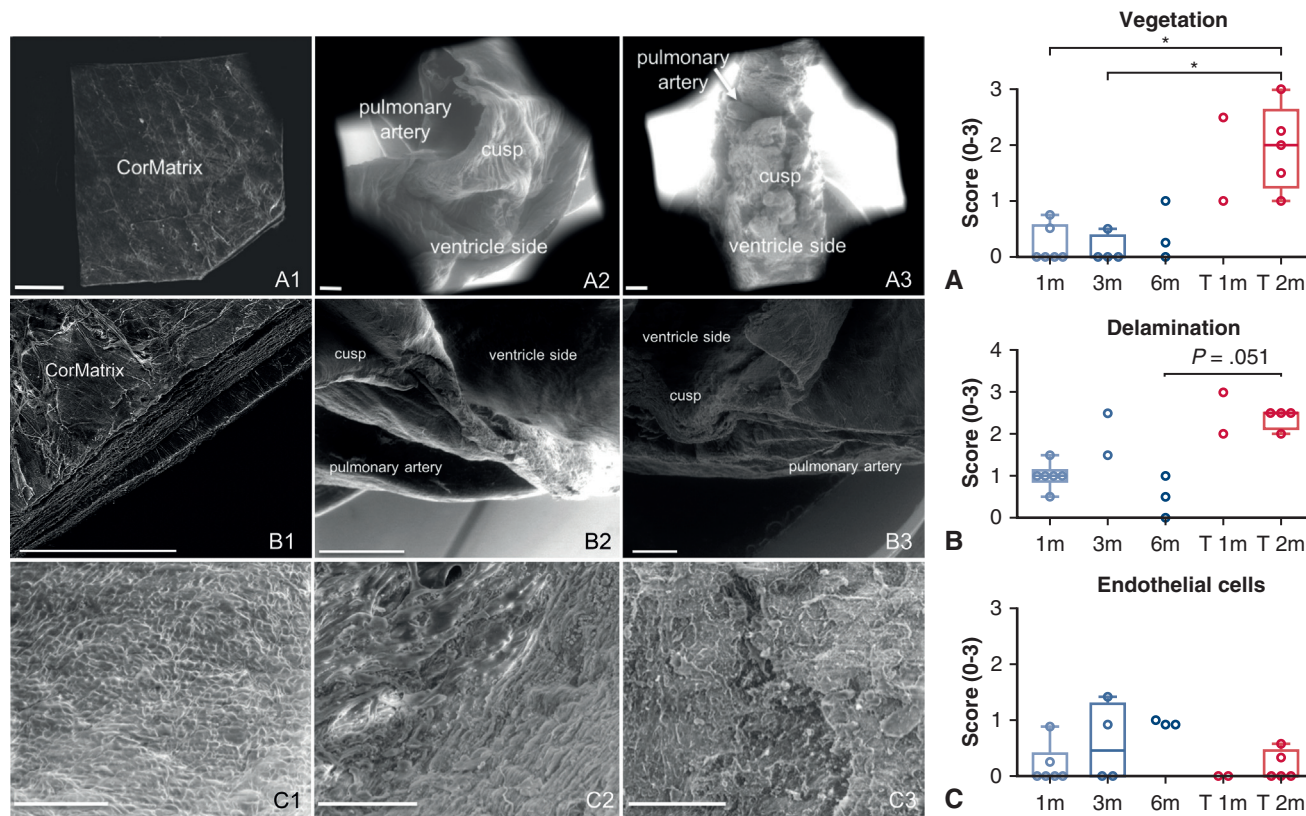 CorMatrix
A1
pulmonary
artery
cusp
ventricle side
A2
pulmonary
artery
cusp
ventricle side
A3
CorMatrix
B1
cusp
ventricle side
pulmonary artery
B2
ventricle side
cusp
pulmonary artery
B3
C1
C2
C3
Vegetation
*
*
Score (0-3)
3
2
1
0
1m 3m 6m T 1m T 2m
A
Delamination
P = .051
Score (0-3)
4
3
2
1
0
1m 3m 6m T 1m T 2m
B
Endothelial cells
Score (0-3)
3
2
1
0
1m 3m 6m T 1m T 2m
C